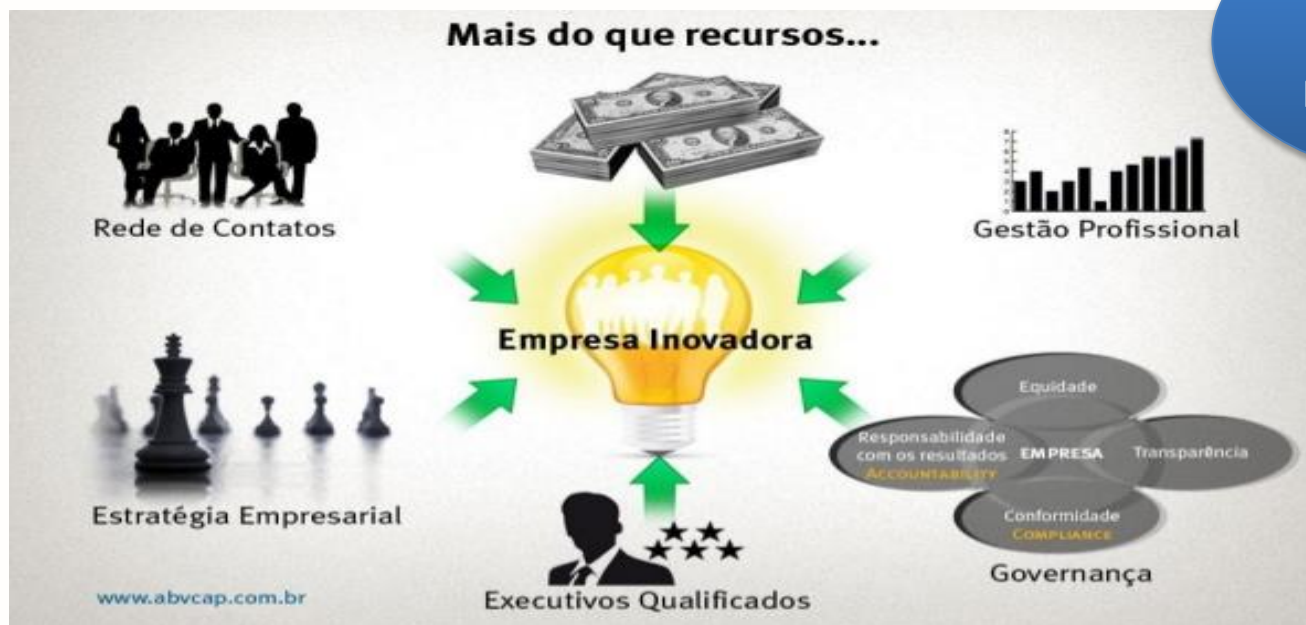 Mais do que recursos...
Rede de Contatos
Gestão Profissional
Empresa Inovadora
Estratégia Empresarial
Equidade
Responsabilidade
com os resultados
ACCOUNTABILITY
EMPRESA
Transparência
Conformidade
COMPLIANCE
Governança
Executivos Qualificados
www.abvcap.com.br